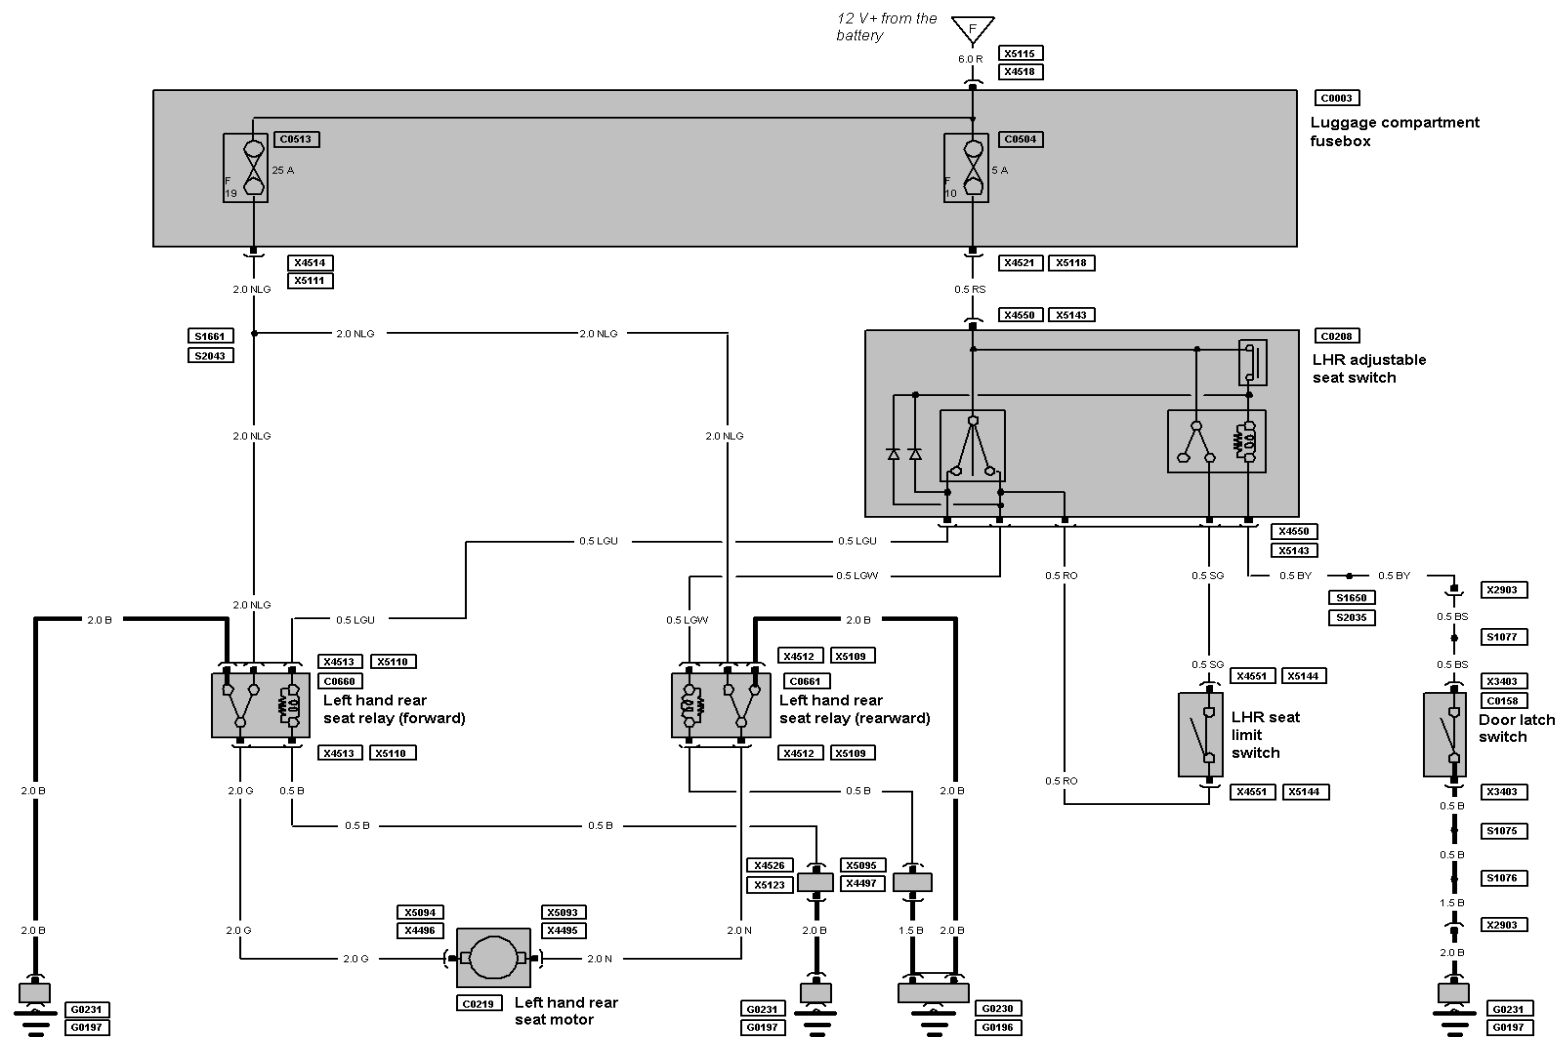 12 V+ from the
battery
F
6.0 R
X5115
X4518
C0003
Luggage compartment
fusebox
C0513
25 A
F
19
C0504
5 A
F
10
X4514
X5111
2.0 NLG
X4521 X5118
0.5 RS
X4550 X5143
S1661
S2043
2.0 NLG 2.0 NLG
C0208
LHR adjustable
seat switch
2.0 NLG 2.0 NLG
X4550
X5143
0.5 LGU 0.5 LGU
0.5 LGW 0.5 RO 0.5 SG 0.5 BY 0.5 BY
S1650
S2035
X2903
0.5 BS
S1077
2.0 NLG
2.0 B 0.5 LGU 0.5 LGW 2.0 B
X4513 X5110
C0660
Left hand rear
seat relay (forward)
X4513 X5110
X4512 X5109
C0661
Left hand rear
seat relay (rearward)
X4512 X5109
0.5 SG
X4551 X5144
LHR seat
limit
switch
X4551 X5144
0.5 BS
X3403
C0158
Door latch
switch
X3403
0.5 RO
2.0 B 2.0 G 0.5 B 0.5 B 2.0 B
0.5 B
S1075
0.5 B 0.5 B
0.5 B
S1076
X4526
X5123
X5095
X4497
1.5 B
X2903
X5094
X4496
X5093
X4495
2.0 B 2.0 G 2.0 N 2.0 B 1.5 B 2.0 B
2.0 G 2.0 N
2.0 B
C0219
Left hand rear
seat motor
G0231
G0197
G0231
G0197
G0230
G0196
G0231
G0197